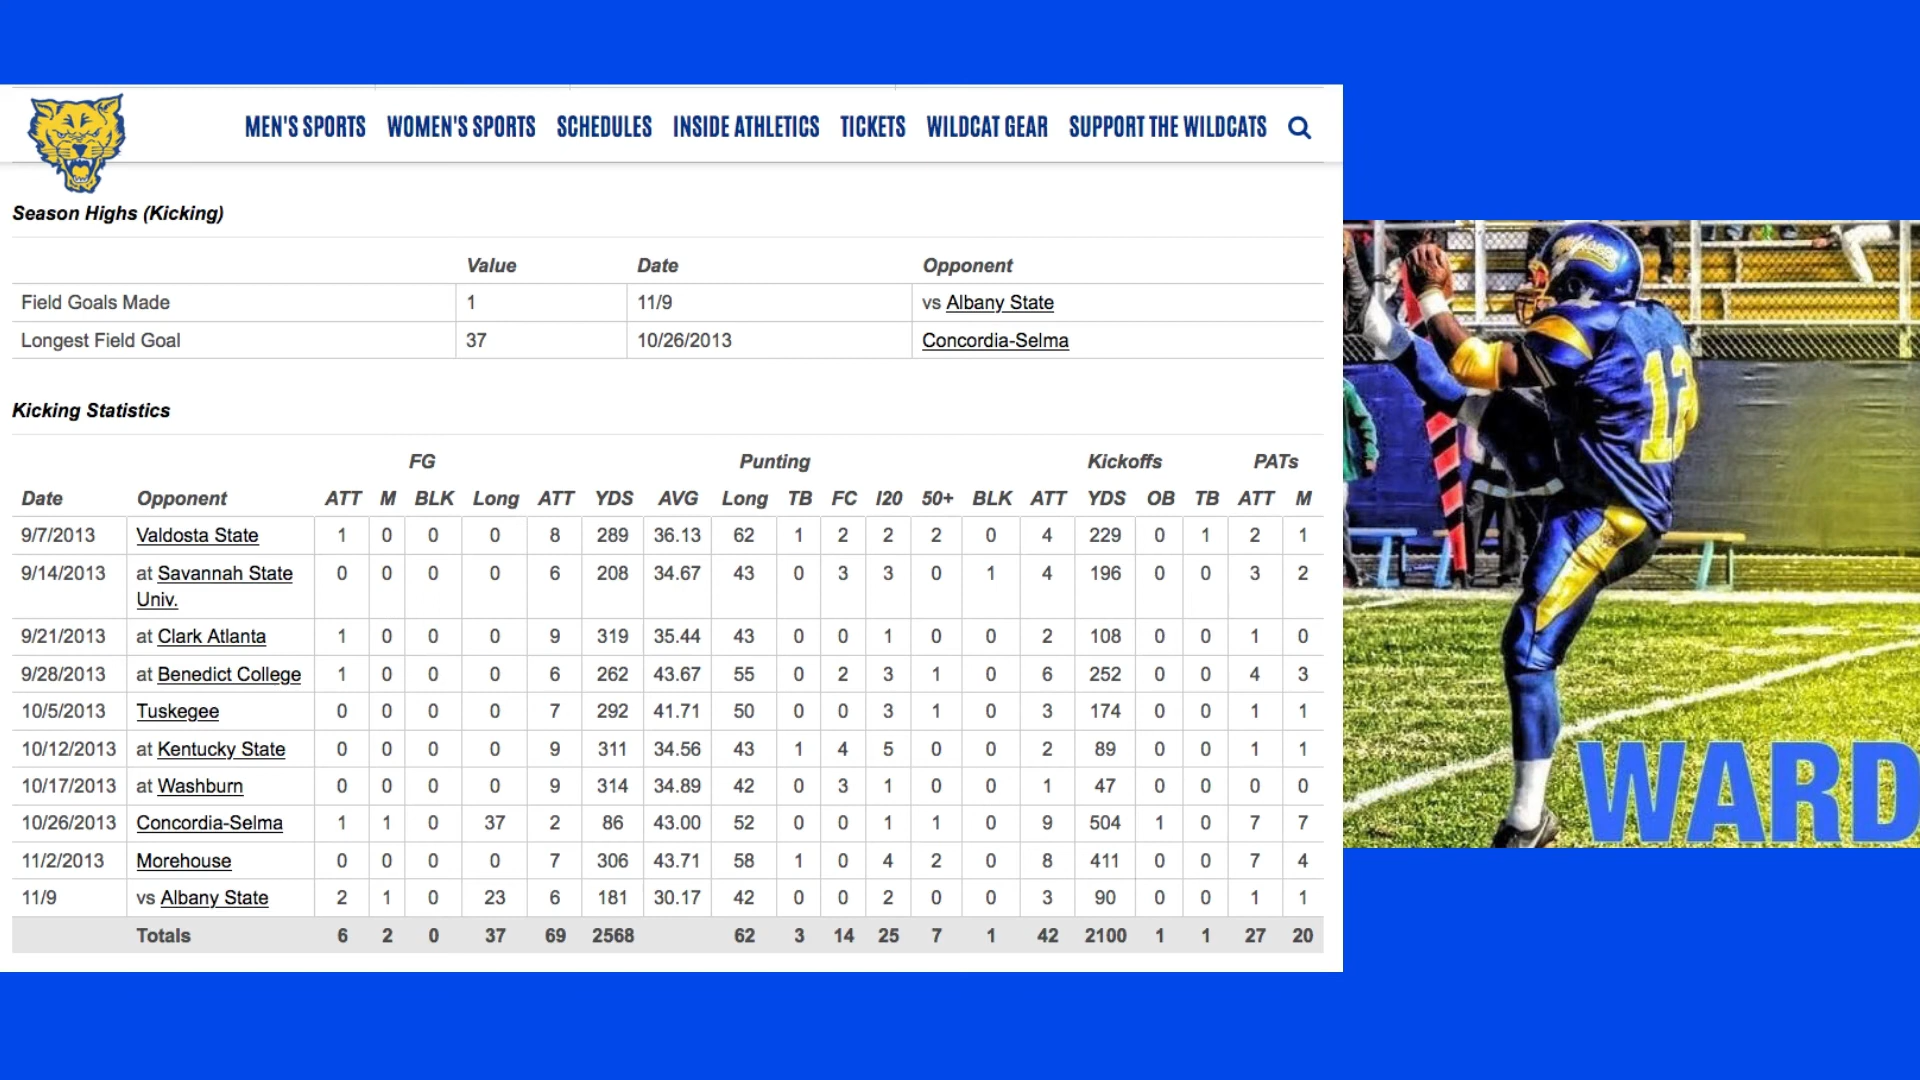 MEN'S SPORTS WOMEN'S SPORTS SCHEDULES INSIDE ATHLETICS TICKETS WILDCAT GEAR SUPPORT THE WILDCATS
Season Highs (Kicking)
Value Date Opponent
Field Goals Made 1 11/9 vs Albany State
Longest Field Goal 37 10/26/2013 Concordia-Selma
Kicking Statistics
FG Punting Kickoffs PATs
Date Opponent ATT M BLK Long ATT YDS AVG Long TB FC I20 50+ BLK ATT YDS OB TB ATT M
9/7/2013 Valdosta State 1 0 0 0 8 289 36.13 62 1 2 2 2 0 4 229 0 1 2 1
9/14/2013 at Savannah State 0 0 0 0 6 208 34.67 43 0 3 3 0 1 4 196 0 0 3 2
Univ.
9/21/2013 at Clark Atlanta 1 0 0 0 9 319 35.44 43 0 0 1 0 0 2 108 0 0 1 0
9/28/2013 at Benedict College 1 0 0 0 6 262 43.67 55 0 2 3 1 0 6 252 0 0 4 3
10/5/2013 Tuskegee 0 0 0 0 7 292 41.71 50 0 0 3 1 0 3 174 0 0 1 1
10/12/2013 at Kentucky State 0 0 0 0 9 311 34.56 43 1 4 5 0 0 2 89 0 0 1 1
10/17/2013 at Washburn 0 0 0 0 9 314 34.89 42 0 3 1 0 0 1 47 0 0 0 0
10/26/2013 Concordia-Selma 1 1 0 37 2 86 43.00 52 0 0 1 1 0 9 504 1 0 7 7
11/2/2013 Morehouse 0 0 0 0 7 306 43.71 58 1 0 4 2 0 8 411 0 0 7 4
11/9 vs Albany State 2 1 0 23 6 181 30.17 42 0 0 2 0 0 3 90 0 0 1 1
Totals 6 2 0 37 69 2568 62 3 14 25 7 1 42 2100 1 1 27 20
12
WARD